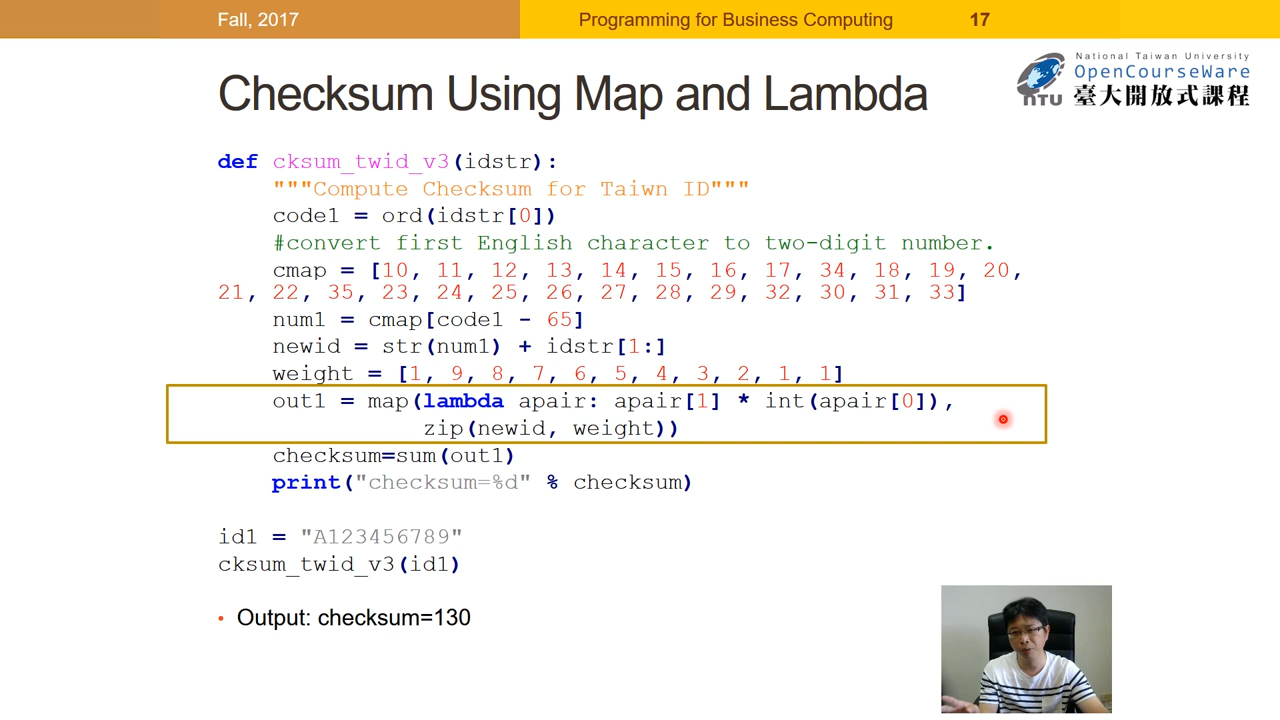 Fall, 2017
Programming for Business Computing
17
National Taiwan University
OpenCourseWare
NTU
臺大開放式課程
Checksum Using Map and Lambda
def cksum_twid_v3(idstr):
"""Compute Checksum for Taiwn ID"""
code1 = ord(idstr[0])
#convert first English character to two-digit number.
cmap = [10, 11, 12, 13, 14, 15, 16, 17, 34, 18, 19, 20,
21, 22, 35, 23, 24, 25, 26, 27, 28, 29, 32, 30, 31, 33]
num1 = cmap[code1 - 65]
newid = str(num1) + idstr[1:]
weight = [1, 9, 8, 7, 6, 5, 4, 3, 2, 1, 1]
out1 = map(lambda apair: apair[1] * int(apair[0]),
zip(newid, weight))
checksum=sum(out1)
print("checksum=%d" % checksum)
id1 = "A123456789"
cksum_twid_v3(id1)
• Output: checksum=130